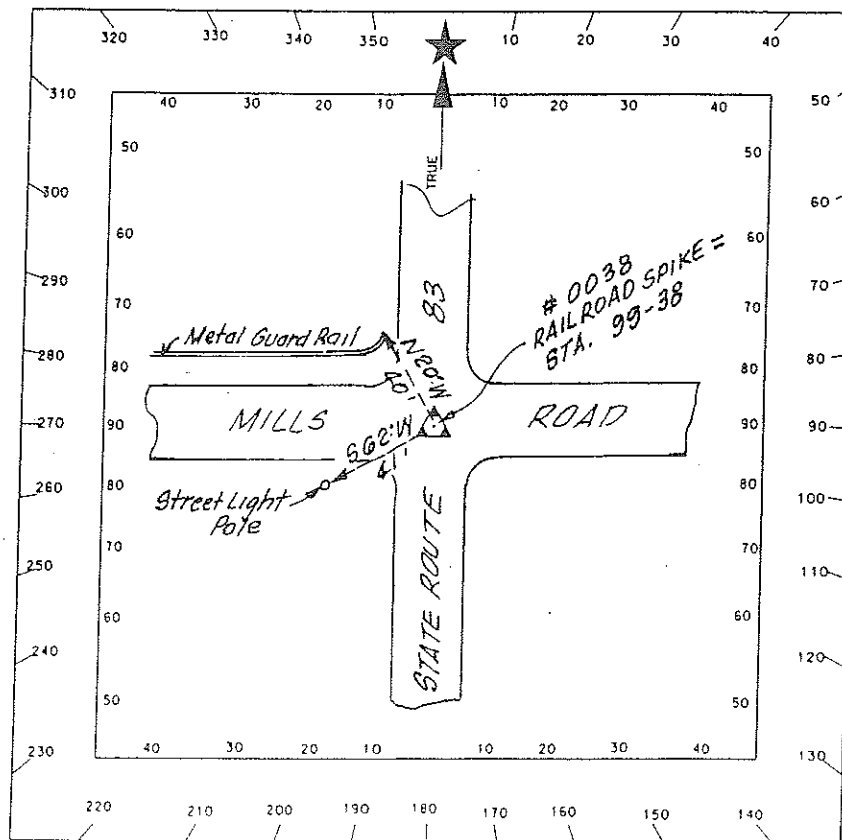 320 330 340 350 10 20 30 40
310 40 30 20 10 10 20 30 40 50
TRUE
50 50
300 60
60 60
# 0038
RAILROAD SPIKE =
STA. 99-38
290 70
70 70
83
Metal Guard Rail
280 80
80 80
N20°W
40'
270 90 MILLS ROAD 90 90
S62°W
41'
260 80 80 100
Street Light
Pole
70 70
250 110
STATE ROUTE
60 60
240 120
50 50
230 40 30 20 10 10 20 30 40 130
220 210 200 190 180 170 160 150 140